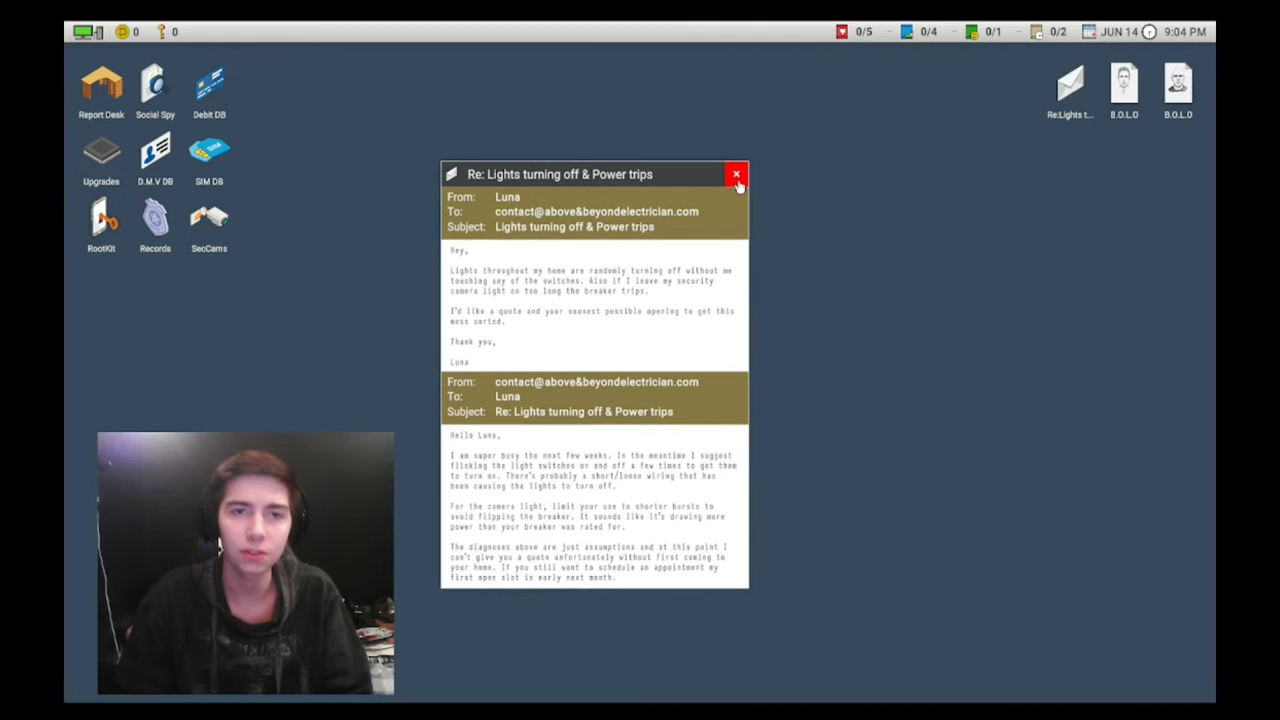 0
0
0/5
0/4
0/1
0/2
JUN 14
9:04 PM
Report Desk
Social Spy
Debit DB
Re:Lights t...
B.O.L.O
B.O.L.O
Upgrades
D.M.V DB
SIM DB
SIM
RootKit
Records
SecCams
Re: Lights turning off & Power trips
From: Luna
To: contact@above&beyondelectrician.com
Subject: Lights turning off & Power trips
Hey,
Lights throughout my home are randomly turning off without me
touching any of the switches. Also if I leave my security
camera light on too long the breaker trips.
I'd like a quote and your soonest possible opening to get this
mess sorted.
Thank you,
Luna
From: contact@above&beyondelectrician.com
To: Luna
Subject: Re: Lights turning off & Power trips
Hello Luna,
I am super busy the next few weeks. In the meantime I suggest
flicking the light switches on and off a few times to get them
to turn on. There's probably a short/loose wiring that has
been causing the lights to turn off.
For the camera light, limit your use to shorter bursts to
avoid flipping the breaker. It sounds like it's drawing more
power than your breaker was rated for.
The diagnoses above are just assumptions and at this point I
can't give you a quote unfortunately without first coming to
your home. If you still want to schedule an appointment my
first open slot is early next month.